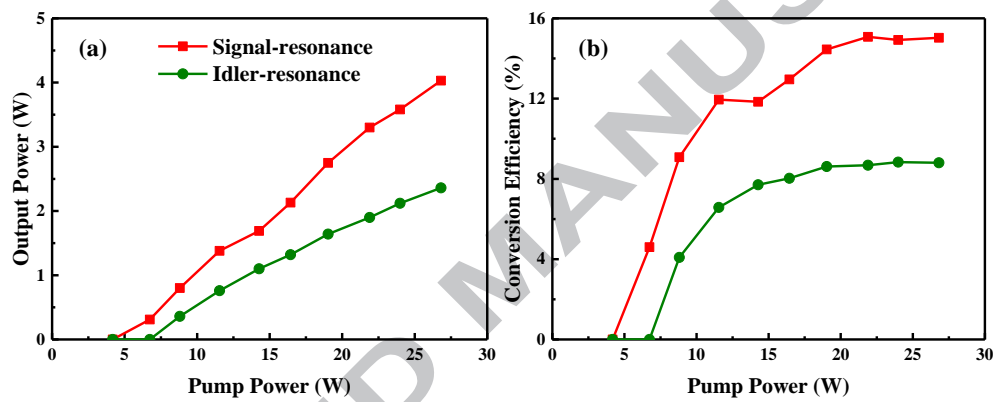 (a)
Signal-resonance
Idler-resonance
Output Power (W)
5
4
3
2
1
0
0 5 10 15 20 25 30
Pump Power (W)
(b)
Conversion Efficiency (%)
16
12
8
4
0
0 5 10 15 20 25 30
Pump Power (W)
D MANUS